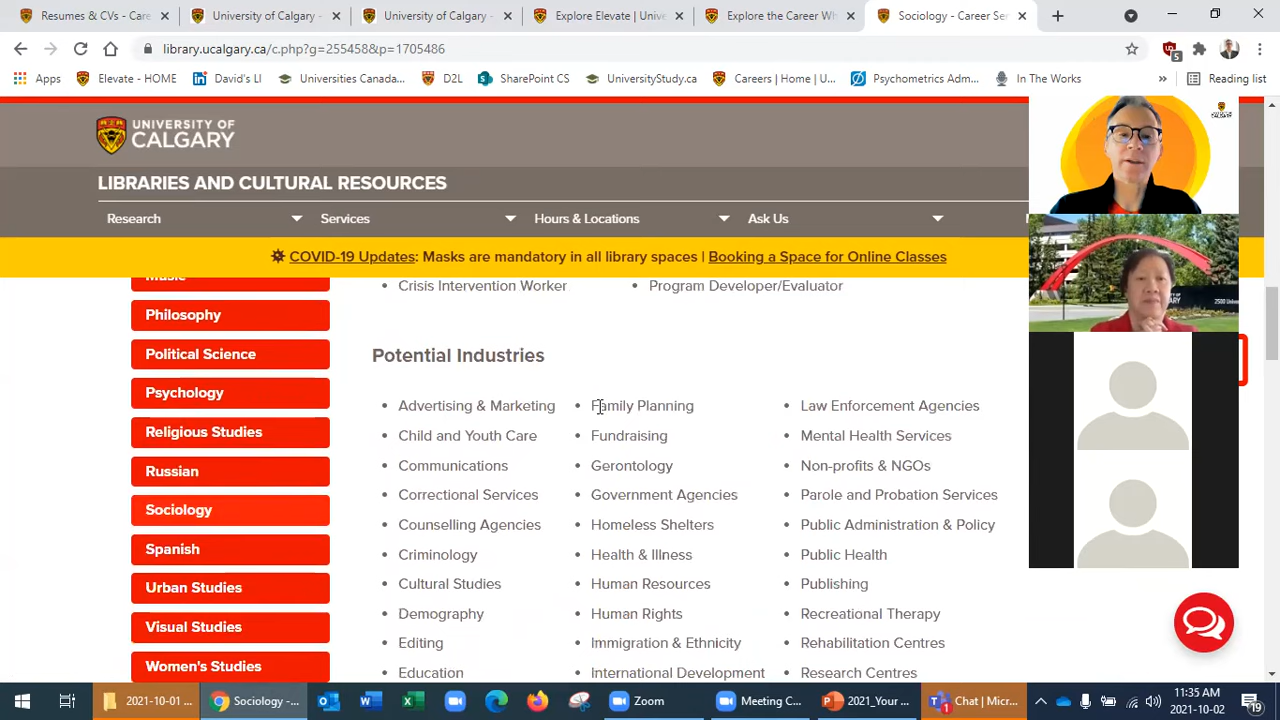 Resumes & CVs - Caree
University of Calgary -
University of Calgary -
Explore Elevate | Unive
Explore the Career Wh
Sociology - Career Se
library.ucalgary.ca/c.php?g=255458&p=1705486
5
Apps
Elevate - HOME
David's LI
Universities Canada...
D2L
SharePoint CS
UniversityStudy.ca
Careers | Home | U...
Psychometrics Adm...
In The Works
»
Reading list
UNIVERSITY OF
CALGARY
LIBRARIES AND CULTURAL RESOURCES
Research
Services
Hours & Locations
Ask Us
COVID-19 Updates: Masks are mandatory in all library spaces | Booking a Space for Online Classes
Music
Philosophy
Political Science
Psychology
Religious Studies
Russian
Sociology
Spanish
Urban Studies
Visual Studies
Women's Studies
• Crisis Intervention Worker
• Program Developer/Evaluator
Potential Industries
• Advertising & Marketing
• Child and Youth Care
• Communications
• Correctional Services
• Counselling Agencies
• Criminology
• Cultural Studies
• Demography
• Editing
• Education
• Family Planning
• Fundraising
• Gerontology
• Government Agencies
• Homeless Shelters
• Health & Illness
• Human Resources
• Human Rights
• Immigration & Ethnicity
• International Development
• Law Enforcement Agencies
• Mental Health Services
• Non-profits & NGOs
• Parole and Probation Services
• Public Administration & Policy
• Public Health
• Publishing
• Recreational Therapy
• Rehabilitation Centres
• Research Centres
2021-10-01 ...
Sociology -...
Zoom
Meeting C...
2021_Your ...
Chat | Micr...
1
11:35 AM
2021-10-02
19